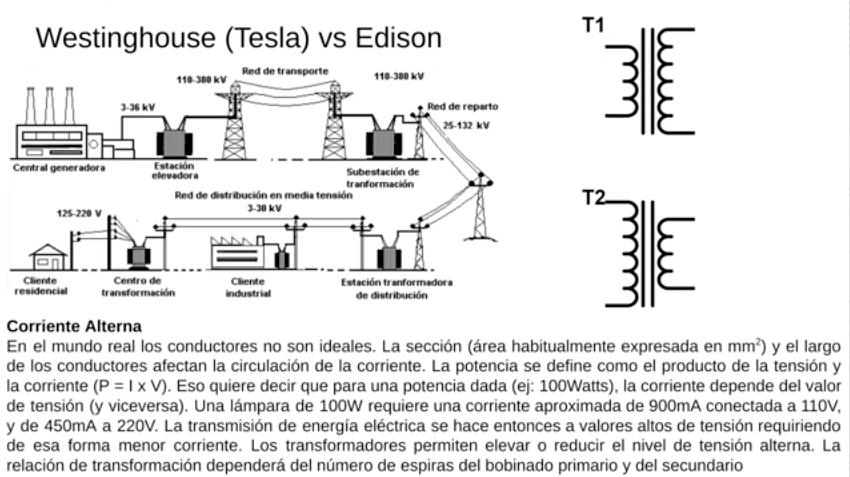 Westinghouse (Tesla) vs Edison
T1
Red de transporte
110-380 kV
110-380 kV
3-36 kV
Red de reparto
25-132 kV
Central generadora
Estación
elevadora
Subestación de
tranformación
Red de distribución en media tensión
3-30 kV
125-220 V
T2
Cliente
residencial
Centro de
transformación
Cliente
industrial
Estación tranformadora
de distribución
Corriente Alterna
En el mundo real los conductores no son ideales. La sección (área habitualmente expresada en mm²) y el largo
de los conductores afectan la circulación de la corriente. La potencia se define como el producto de la tensión y
la corriente (P = I x V). Eso quiere decir que para una potencia dada (ej: 100Watts), la corriente depende del valor
de tensión (y viceversa). Una lámpara de 100W requiere una corriente aproximada de 900mA conectada a 110V,
y de 450mA a 220V. La transmisión de energía eléctrica se hace entonces a valores altos de tensión requiriendo
de esa forma menor corriente. Los transformadores permiten elevar o reducir el nivel de tensión alterna. La
relación de transformación dependerá del número de espiras del bobinado primario y del secundario